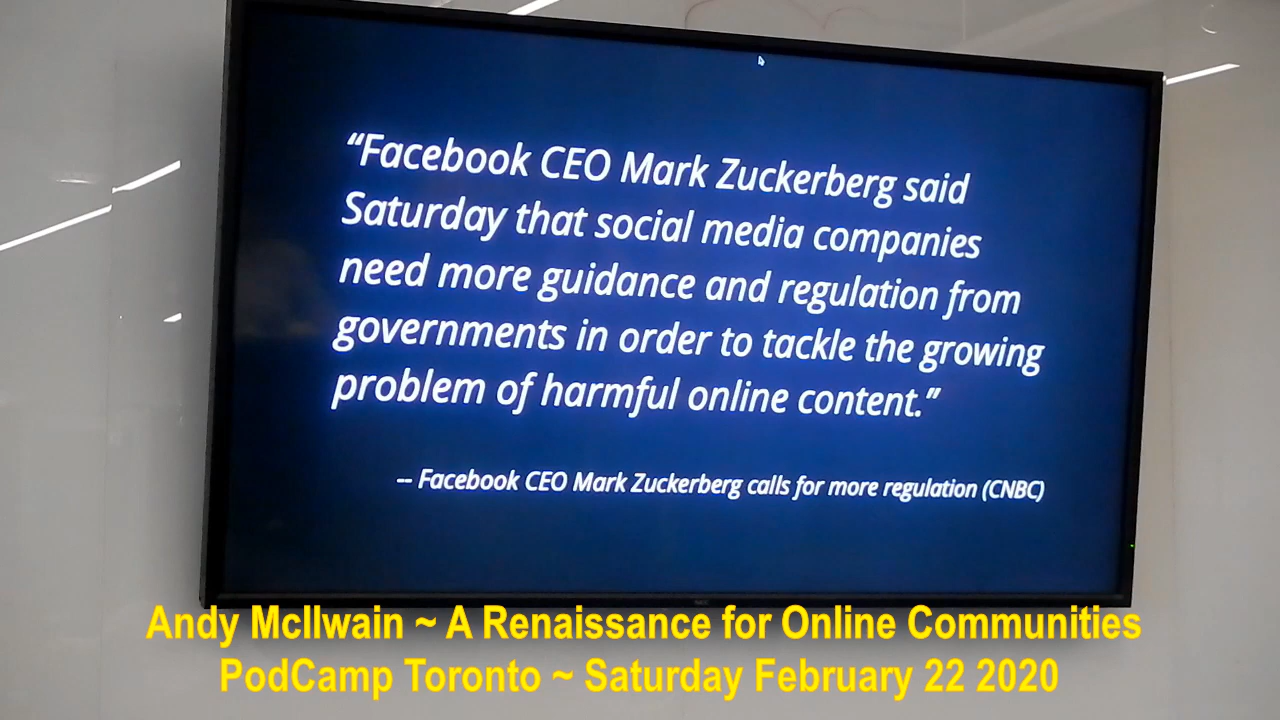 “Facebook CEO Mark Zuckerberg said
Saturday that social media companies
need more guidance and regulation from
governments in order to tackle the growing
problem of harmful online content.”
-- Facebook CEO Mark Zuckerberg calls for more regulation (CNBC)
NEC
Andy McIlwain ~ A Renaissance for Online Communities
PodCamp Toronto ~ Saturday February 22 2020